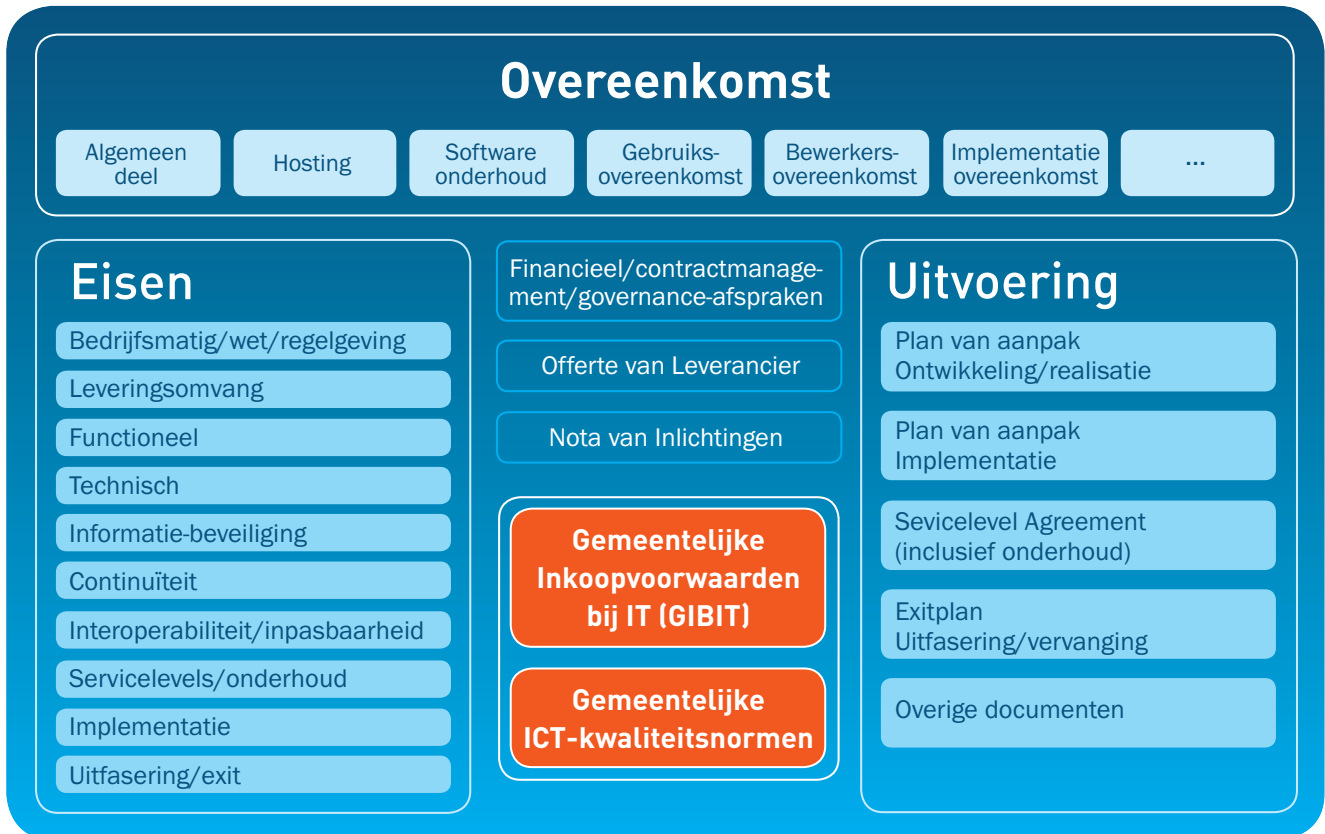 Overeenkomst
Algemeen
deel
Hosting
Software
onderhoud
Gebruiks-
overeenkomst
Bewerkers-
overeenkomst
Implementatie
overeenkomst
...
Eisen
Bedrijfsmatig/wet/regelgeving
Leveringsomvang
Functioneel
Technisch
Informatie-beveiliging
Continuïteit
Interoperabiliteit/inpasbaarheid
Servicelevels/onderhoud
Implementatie
Uitfasering/exit
Financieel/contractmanage-
ment/governance-afspraken
Offerte van Leverancier
Nota van Inlichtingen
Gemeentelijke
Inkoopvoorwaarden
bij IT (GIBIT)
Gemeentelijke
ICT-kwaliteitsnormen
Uitvoering
Plan van aanpak
Ontwikkeling/realisatie
Plan van aanpak
Implementatie
Sevicelevel Agreement
(inclusief onderhoud)
Exitplan
Uitfasering/vervanging
Overige documenten